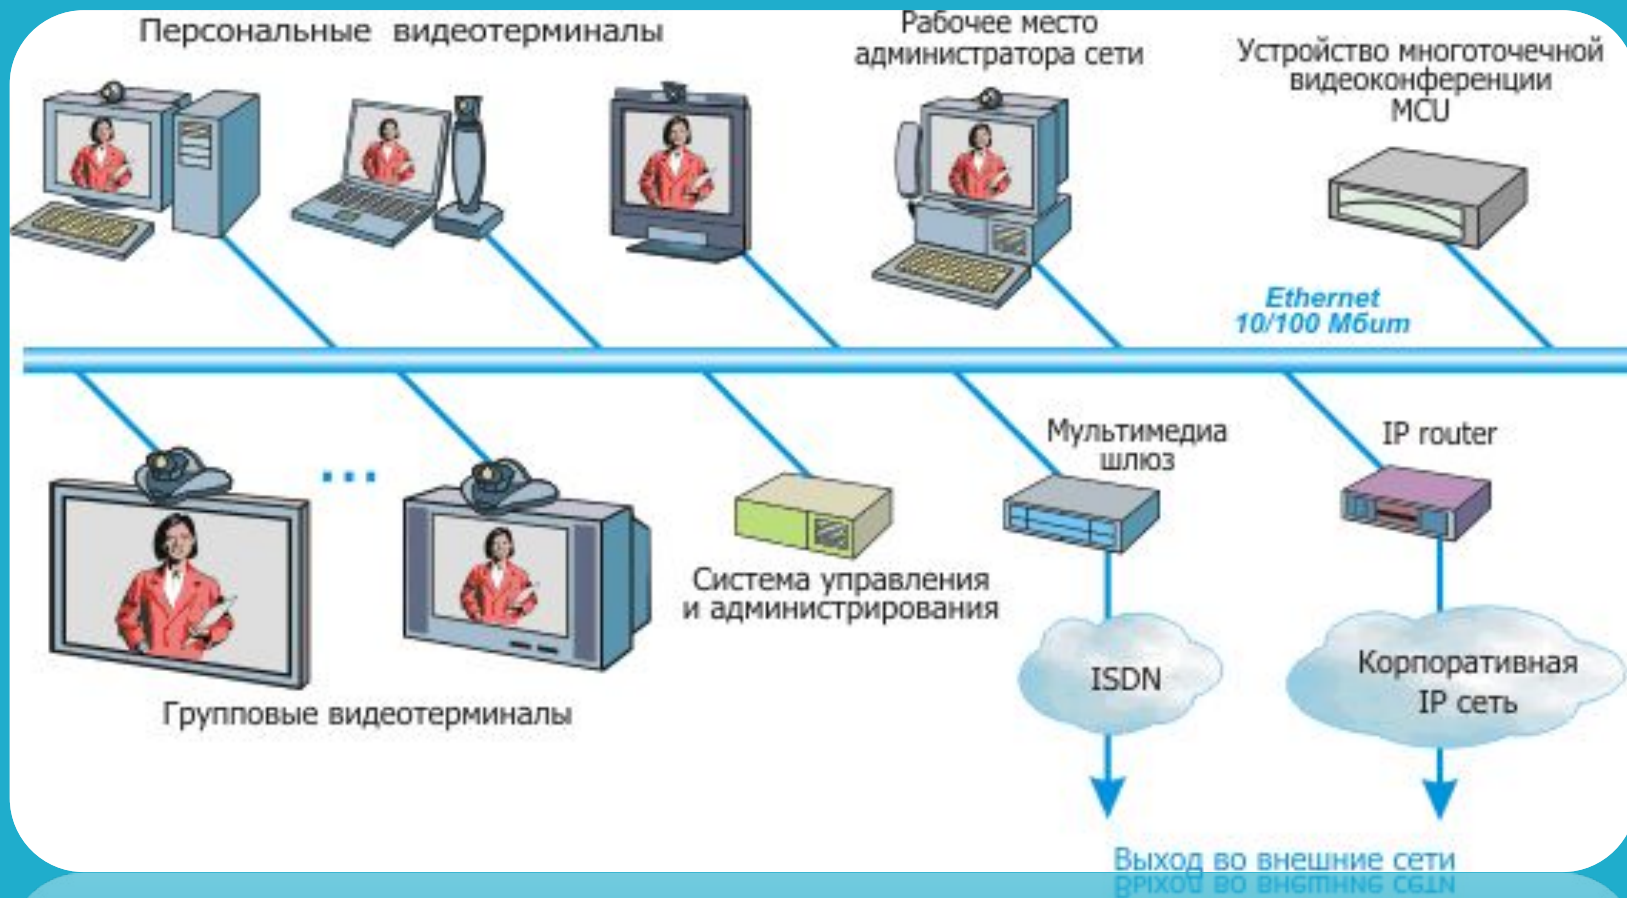 Персональные видеотерминалы
Рабочее место
администратора сети
Устройство многоточечной
видеоконференции
MCU
Ethernet
10/100 Мбит
Мультимедиа
шлюз
IP router
Система управления
и администрирования
ISDN
Корпоративная
IP сеть
Групповые видеотерминалы
Выход во внешние сети